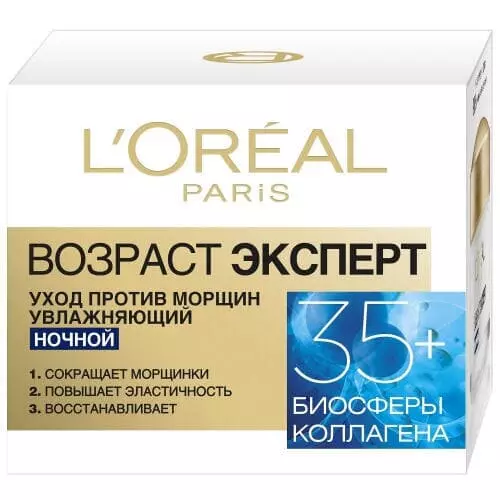 L'ORÉAL
PARiS
ВОЗРАСТ ЭКСПЕРТ
УХОД ПРОТИВ МОРЩИН
УВЛАЖНЯЮЩИЙ
НОЧНОЙ
1. СОКРАЩАЕТ МОРЩИНКИ
2. ПОВЫШАЕТ ЭЛАСТИЧНОСТЬ
3. ВОССТАНАВЛИВАЕТ
35+
БИОСФЕРЫ
КОЛЛАГЕНА